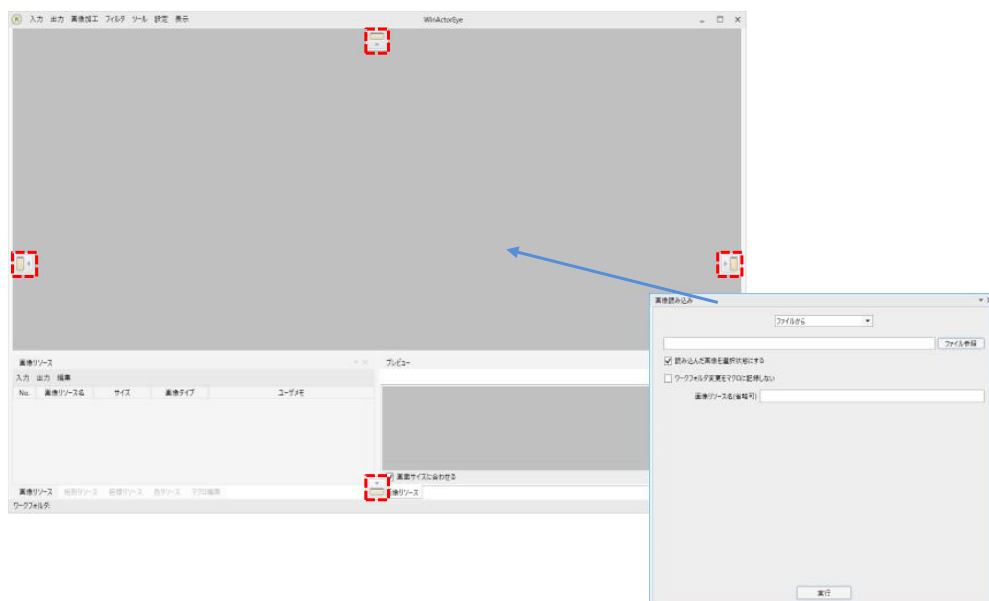 入力 出力 画像加工 フィルタ ツール 設定 表示 WinActorEye
画像リソース
入力 出力 編集
No. 画像リソース名 サイズ 画像タイプ ユーザメモ
画像リソース 矩形リソース 座標リソース 色リソース マクロ編集
ワークフォルダ:
プレビュー
画面サイズに合わせる
画像リソース
画像読み込み
ファイルから
ファイル参照
読み込んだ画像を選択状態にする
ワークフォルダ変更をマクロに記録しない
画像リソース名(省略可)
実行